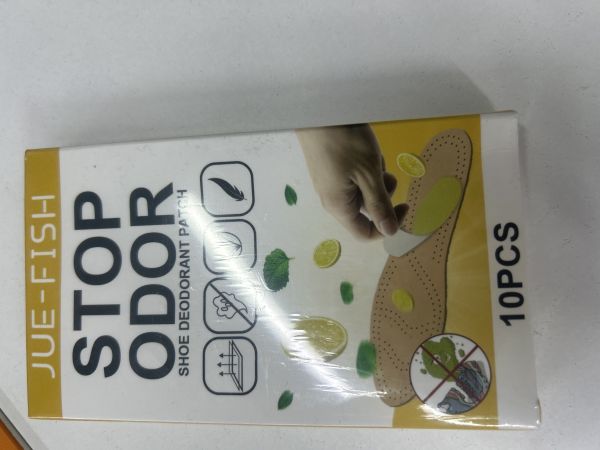 JUE-FISH
STOP
ODOR
SHOE DEODORANT PATCH
10PCS